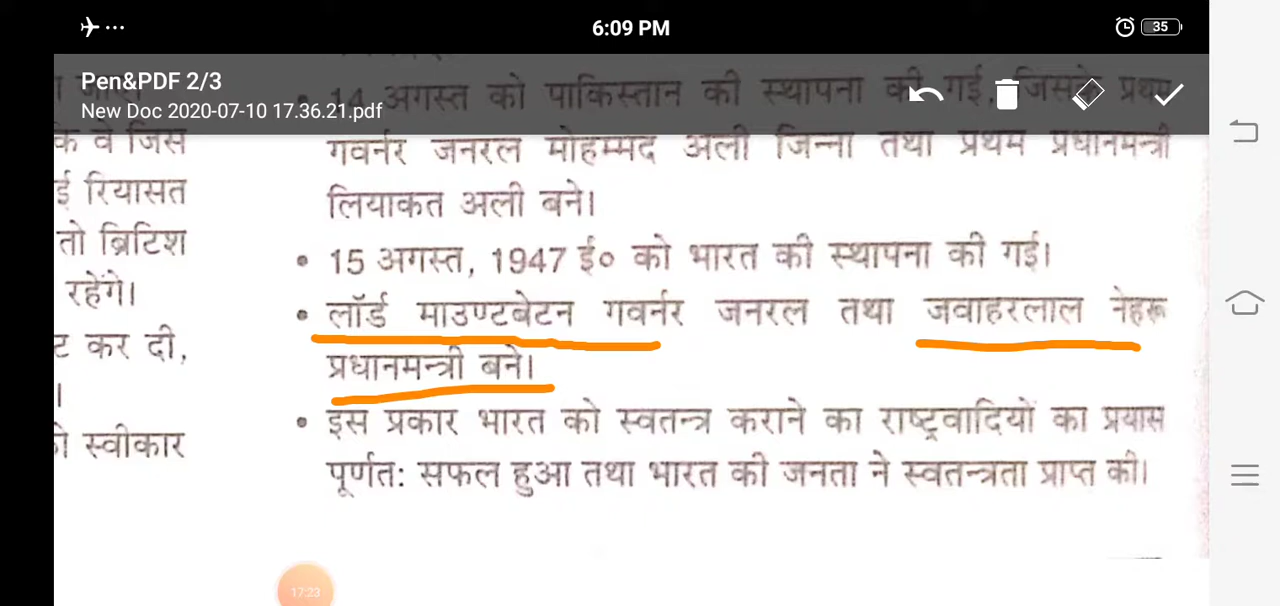 6:09 PM
35
Pen&PDF 2/3
New Doc 2020-07-10 17.36.21.pdf
14 अगस्त को पाकिस्तान की स्थापना की गई, जिसके प्रथम
गवर्नर जनरल मोहम्मद अली जिन्ना तथा प्रथम प्रधानमन्त्री
लियाकत अली बने।
• 15 अगस्त, 1947 ई० को भारत की स्थापना की गई।
• लॉर्ड माउण्टबेटन गवर्नर जनरल तथा जवाहरलाल नेहरू
प्रधानमन्त्री बने।
• इस प्रकार भारत को स्वतन्त्र कराने का राष्ट्रवादियों का प्रयास
पूर्णत: सफल हुआ तथा भारत की जनता ने स्वतन्त्रता प्राप्त की।
के वे जिस
रियासत
तो ब्रिटिश
रहेंगे।
कर दी,
स्वीकार
17:23